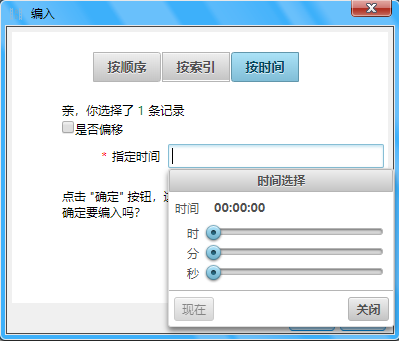 编入
按顺序 按索引 按时间
亲，你选择了 1 条记录
是否偏移
* 指定时间
时间选择
点击 "确定" 按钮，
确定要编入吗？
时间 00:00:00
时
分
秒
现在 关闭